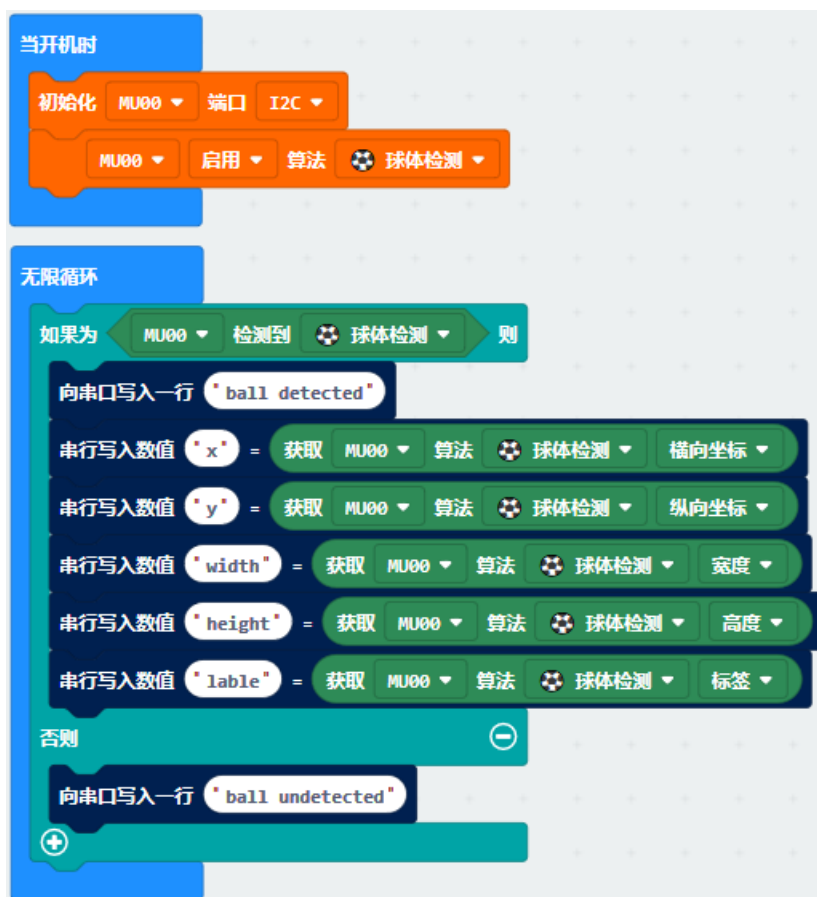 当开机时
初始化 MU00 端口 I2C
MU00 启用 算法 球体检测
无限循环
如果为 MU00 检测到 球体检测 则
向串口写入一行 "ball detected"
串行写入数值 "x" = 获取 MU00 算法 球体检测 横向坐标
串行写入数值 "y" = 获取 MU00 算法 球体检测 纵向坐标
串行写入数值 "width" = 获取 MU00 算法 球体检测 宽度
串行写入数值 "height" = 获取 MU00 算法 球体检测 高度
串行写入数值 "lable" = 获取 MU00 算法 球体检测 标签
否则
向串口写入一行 "ball undetected"